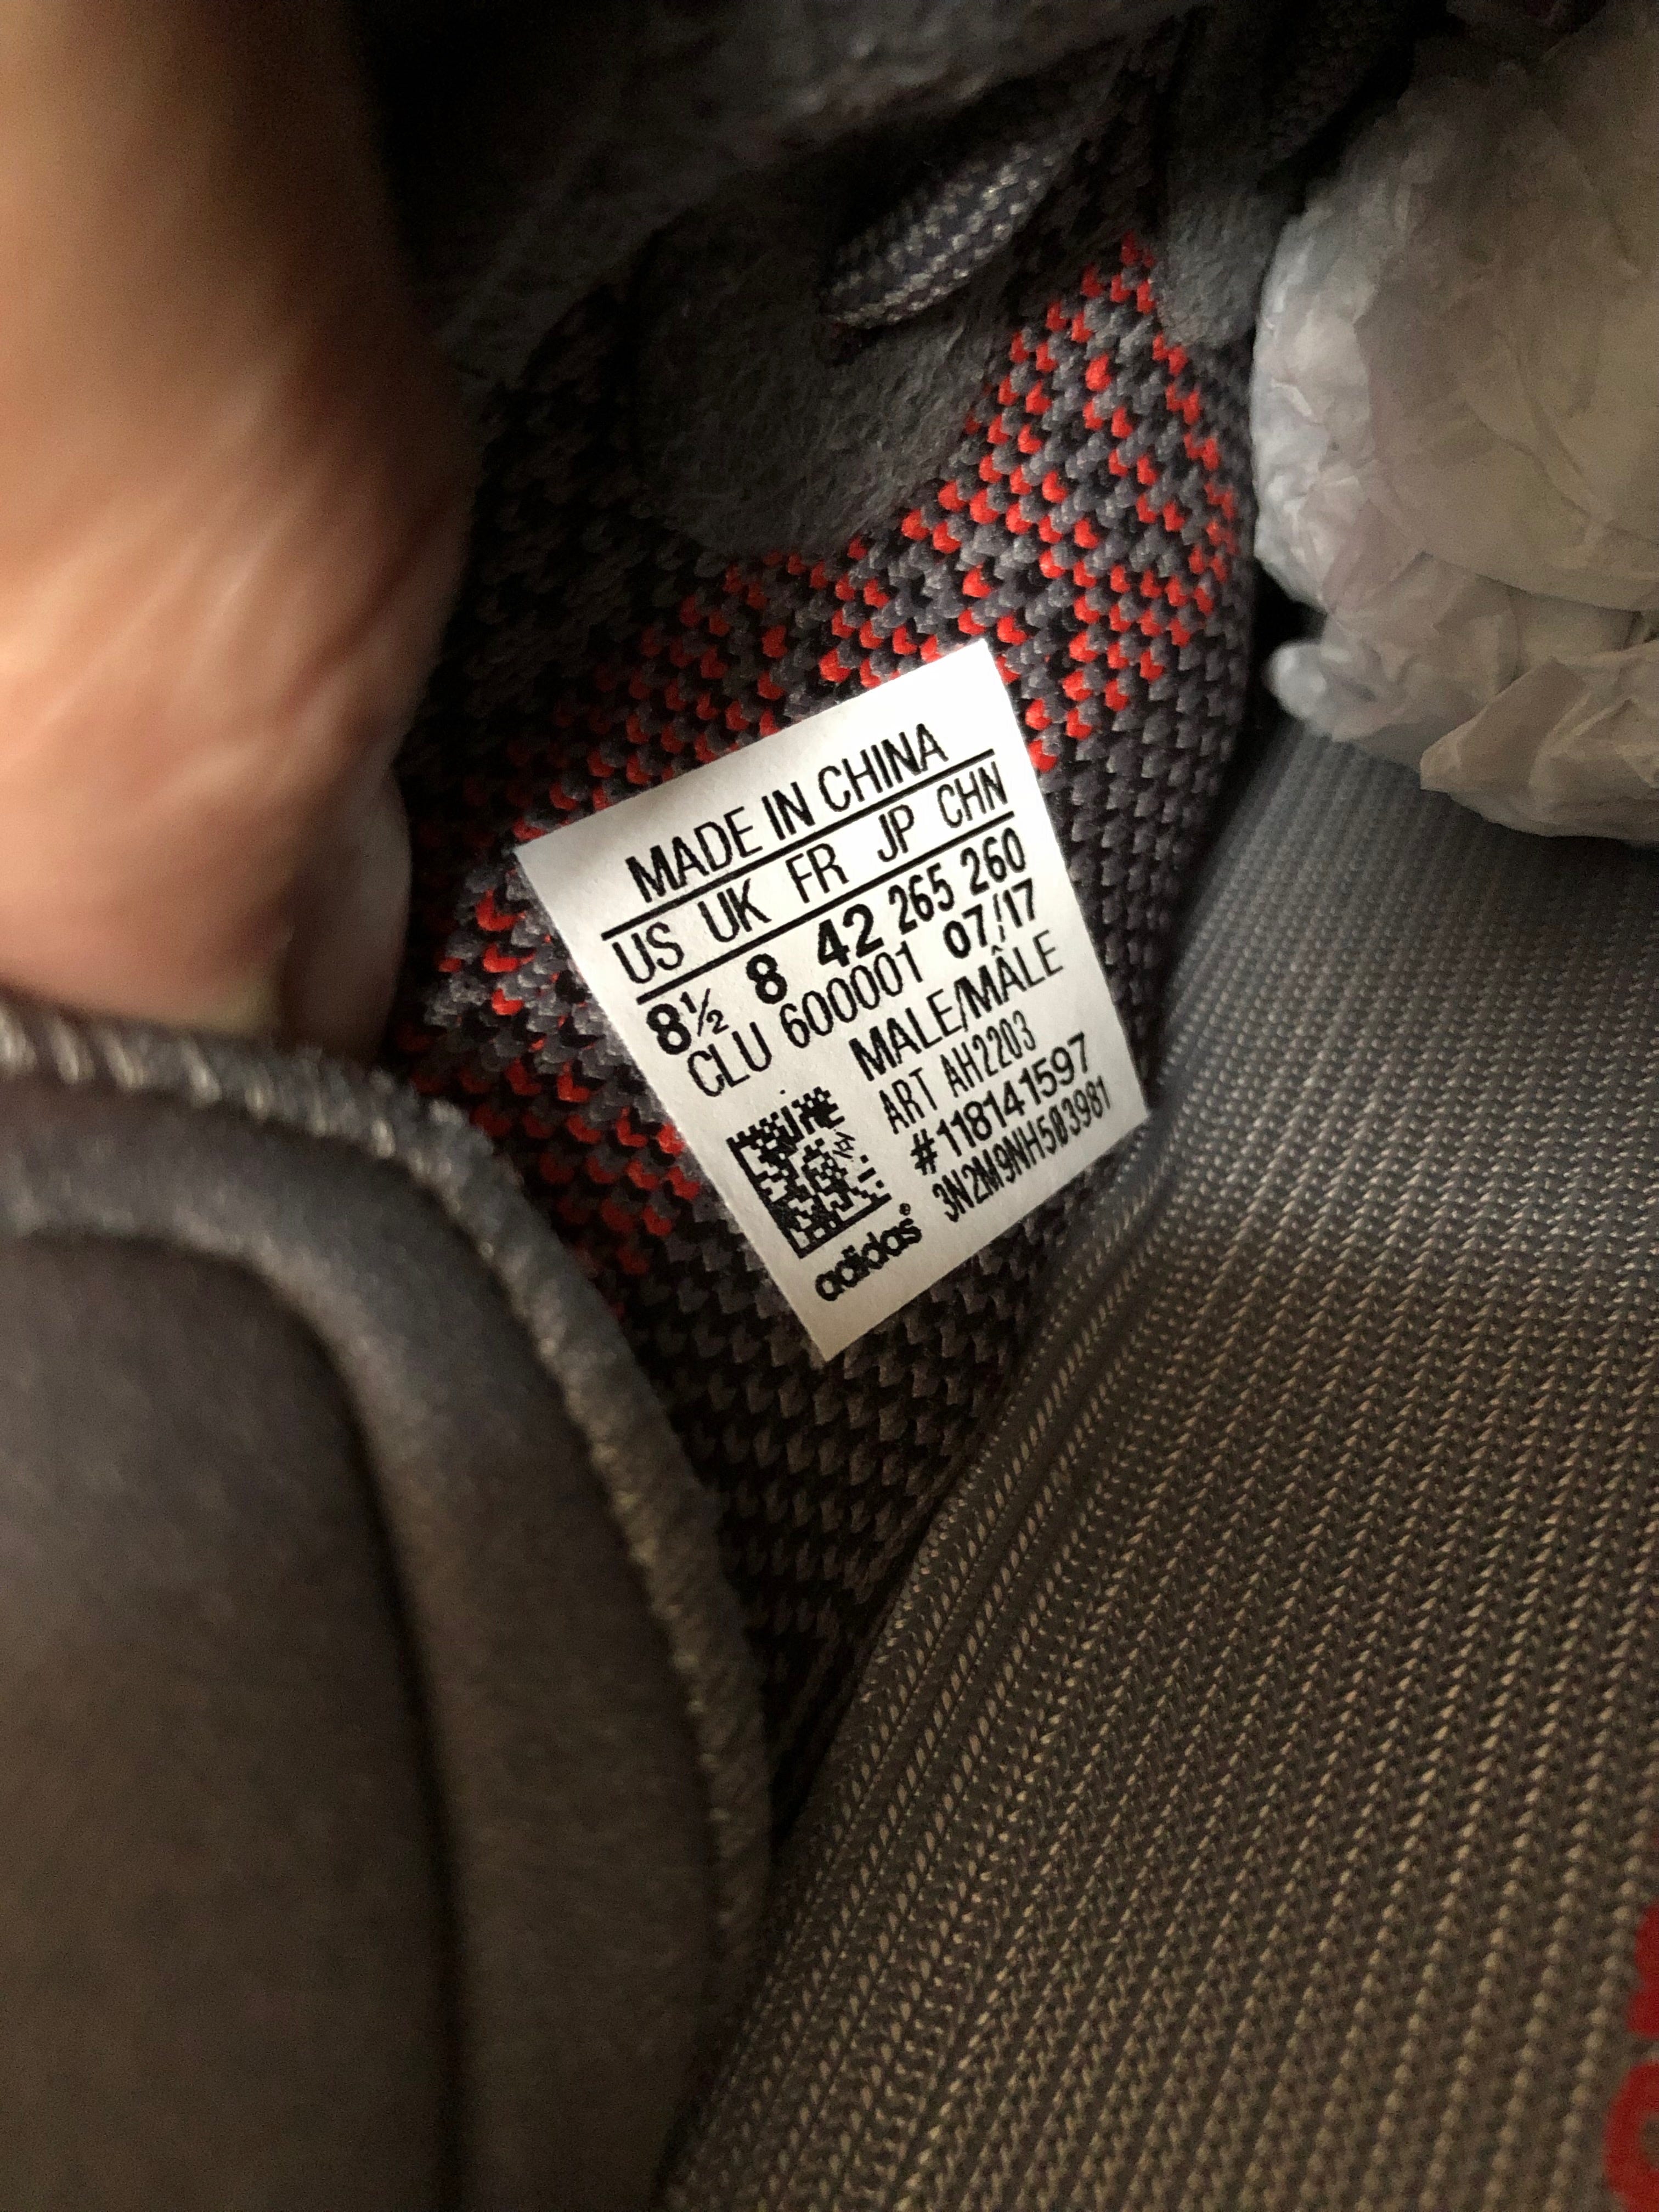 MADE IN CHINA
US UK FR JP CHN
8½ 8 42 265 260
CLU 600001 07/17
MALE/MÂLE
ART AH2203
#118141597
3N2M9NH503981
adidas®